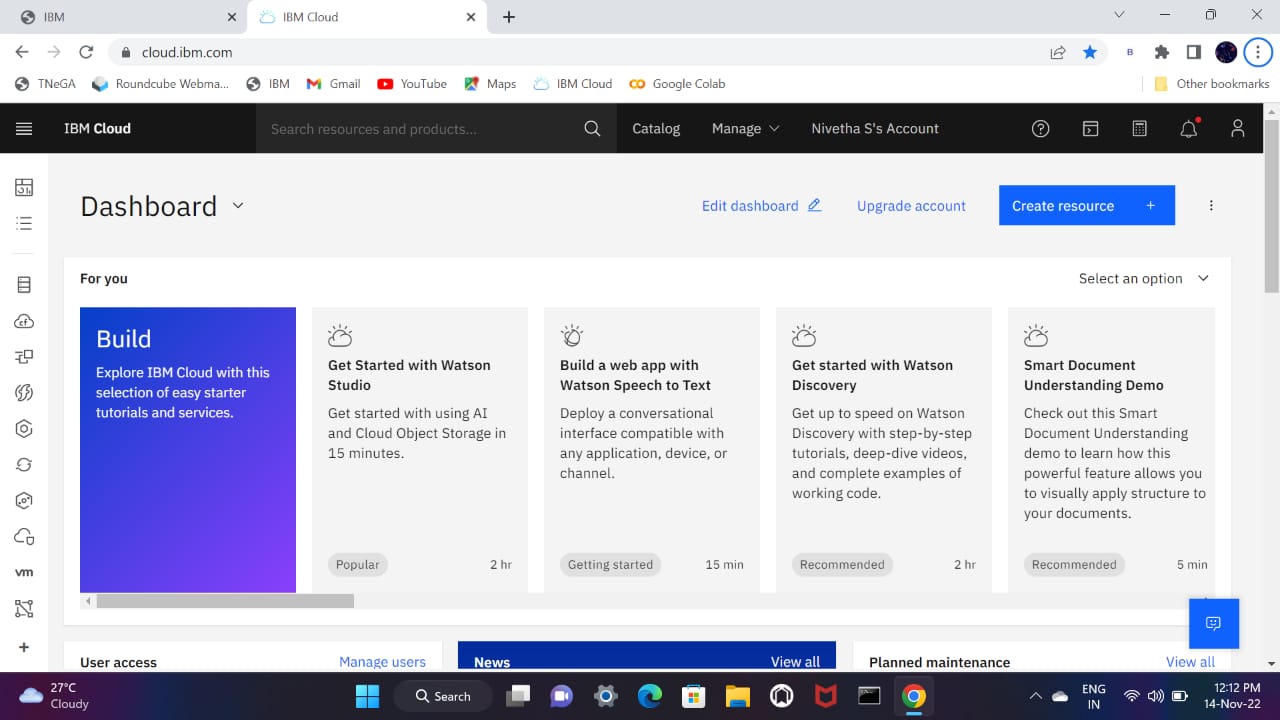 IBM
IBM Cloud
cloud.ibm.com
B
TNeGA
Roundcube Webma...
IBM
Gmail
YouTube
Maps
IBM Cloud
Google Colab
Other bookmarks
IBM Cloud
Search resources and products...
Catalog
Manage
Nivetha S's Account
Dashboard
Edit dashboard
Upgrade account
Create resource +
For you
Select an option
Build
Explore IBM Cloud with this
selection of easy starter
tutorials and services.
Get Started with Watson
Studio
Get started with using AI
and Cloud Object Storage in
15 minutes.
Popular
2 hr
Build a web app with
Watson Speech to Text
Deploy a conversational
interface compatible with
any application, device, or
channel.
Getting started
15 min
Get started with Watson
Discovery
Get up to speed on Watson
Discovery with step-by-step
tutorials, deep-dive videos,
and complete examples of
working code.
Recommended
2 hr
Smart Document
Understanding Demo
Check out this Smart
Document Understanding
demo to learn how this
powerful feature allows you
to visually apply structure to
your documents.
Recommended
5 min
cf
vm
User access
Manage users
News
View all
Planned maintenance
View all
27°C
Cloudy
Search
ENG
IN
12:12 PM
14-Nov-22